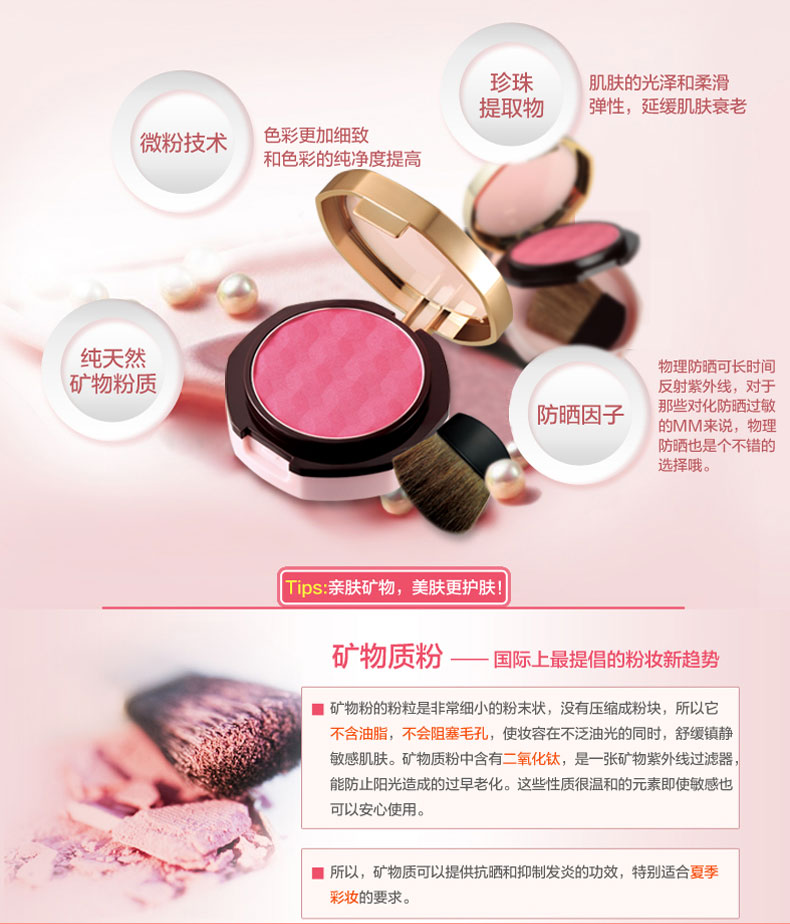 珍珠
提取物
肌肤的光泽和柔滑
弹性，延缓肌肤衰老
微粉技术
色彩更加细致
和色彩的纯净度提高
纯天然
矿物粉质
防晒因子
物理防晒可长时间
反射紫外线，对于
那些对化防晒过敏
的MM来说，物理
防晒也是个不错的
选择哦。
Tips:亲肤矿物，美肤更护肤！
矿物质粉 —— 国际上最提倡的粉妆新趋势
矿物粉的粉粒是非常细小的粉末状，没有压缩成粉块，所以它
不含油脂，不会阻塞毛孔，使妆容在不泛油光的同时，舒缓镇静
敏感肌肤。矿物质粉中含有二氧化钛，是一张矿物紫外线过滤器，
能防止阳光造成的过早老化。这些性质很温和的元素即使敏感也
可以安心使用。
所以，矿物质可以提供抗晒和抑制发炎的功效，特别适合夏季
彩妆的要求。